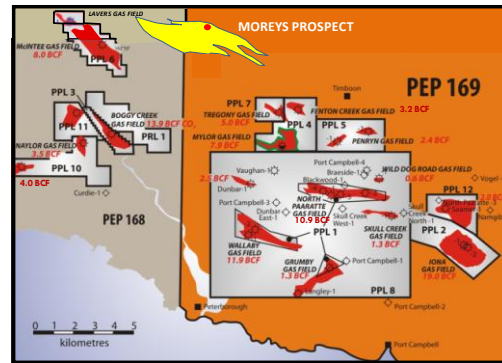 LAVERS GAS FIELD
MOREYS PROSPECT
McINTEE GAS FIELD
8.0 BCF
PPL 6
PEP 169
PPL 3
BOGGY CREEK
GAS FIELD
13.9 BCF CO₂
PPL 11
PRL 1
NAYLOR GAS FIELD
3.5 BCF
PPL 10
4.0 BCF
Curdie-1
PEP 168
Timboon
PPL 7
TREGONY GAS FIELD
5.0 BCF
FENTON CREEK GAS FIELD
3.2 BCF
PPL 4
MYLOR GAS FIELD
7.9 BCF
PPL 5
PENRYN GAS FIELD
2.4 BCF
Port Campbell-4
Vaughan-1
Braeside-1
Blackwood-1
WILD DOG ROAD GAS FIELD
0.6 BCF
Vogel
2.5 BCF
Dunbar-1
Port Campbell-3
Dunbar
East-1
NORTH
PAARATTE
GAS FIELD
10.9 BCF
Skull Creek
West-1
Skull
Creek
North-1
PPL 12
North Paaratte-3
2.0 BCF
PPL 1
SKULL CREEK
GAS FIELD
1.3 BCF
PPL 2
WALLABY
GAS FIELD
11.9 BCF
GRUMBY
GAS FIELD
1.3 BCF
Port Campbell-1
IONA
GAS FIELD
19.0 BCF
Langley-1
PPL 8
Port Campbell-2
Peterborough
Port Campbell
0 1 2 3 4 5
kilometres